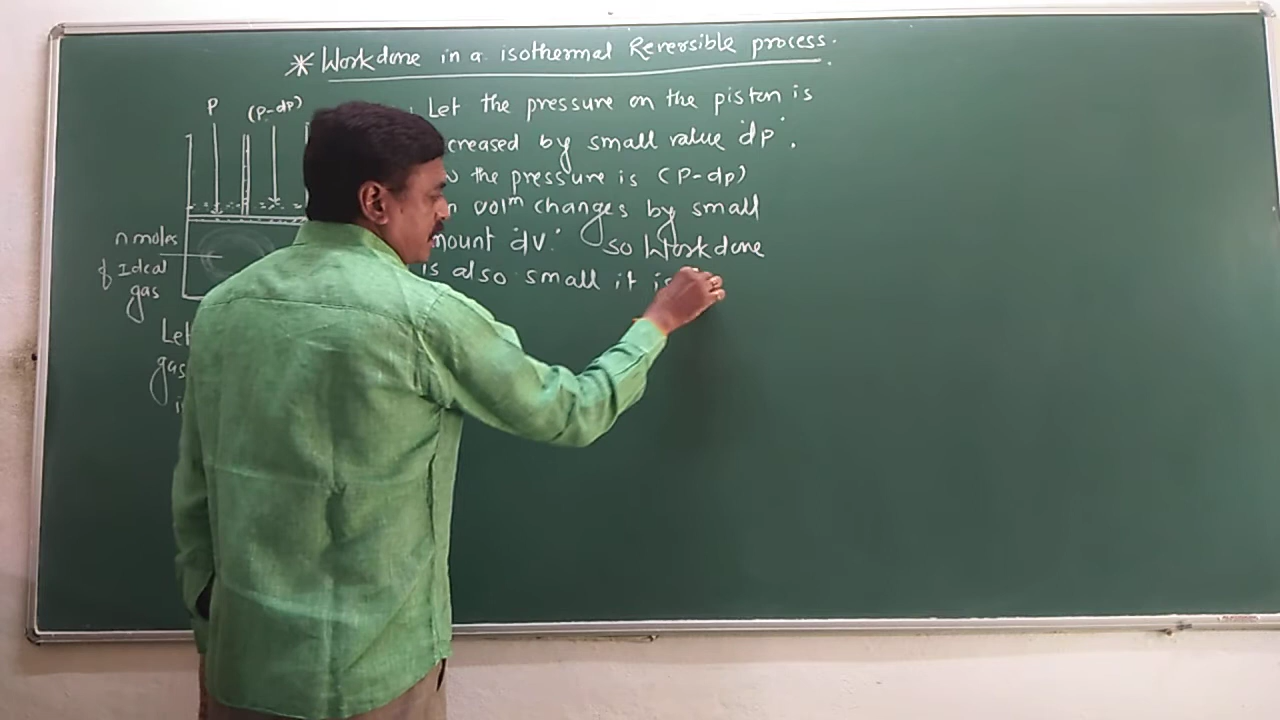 * Workdone in a isothermal Reversible process.
P (P-dp)
Let the pressure on the piston is
creased by small value 'dp'.
the pressure is (P-dp)
volm changes by small
mount 'dv.' so Workdone
is also small it is
n moles
of Ideal
gas
Let
gas